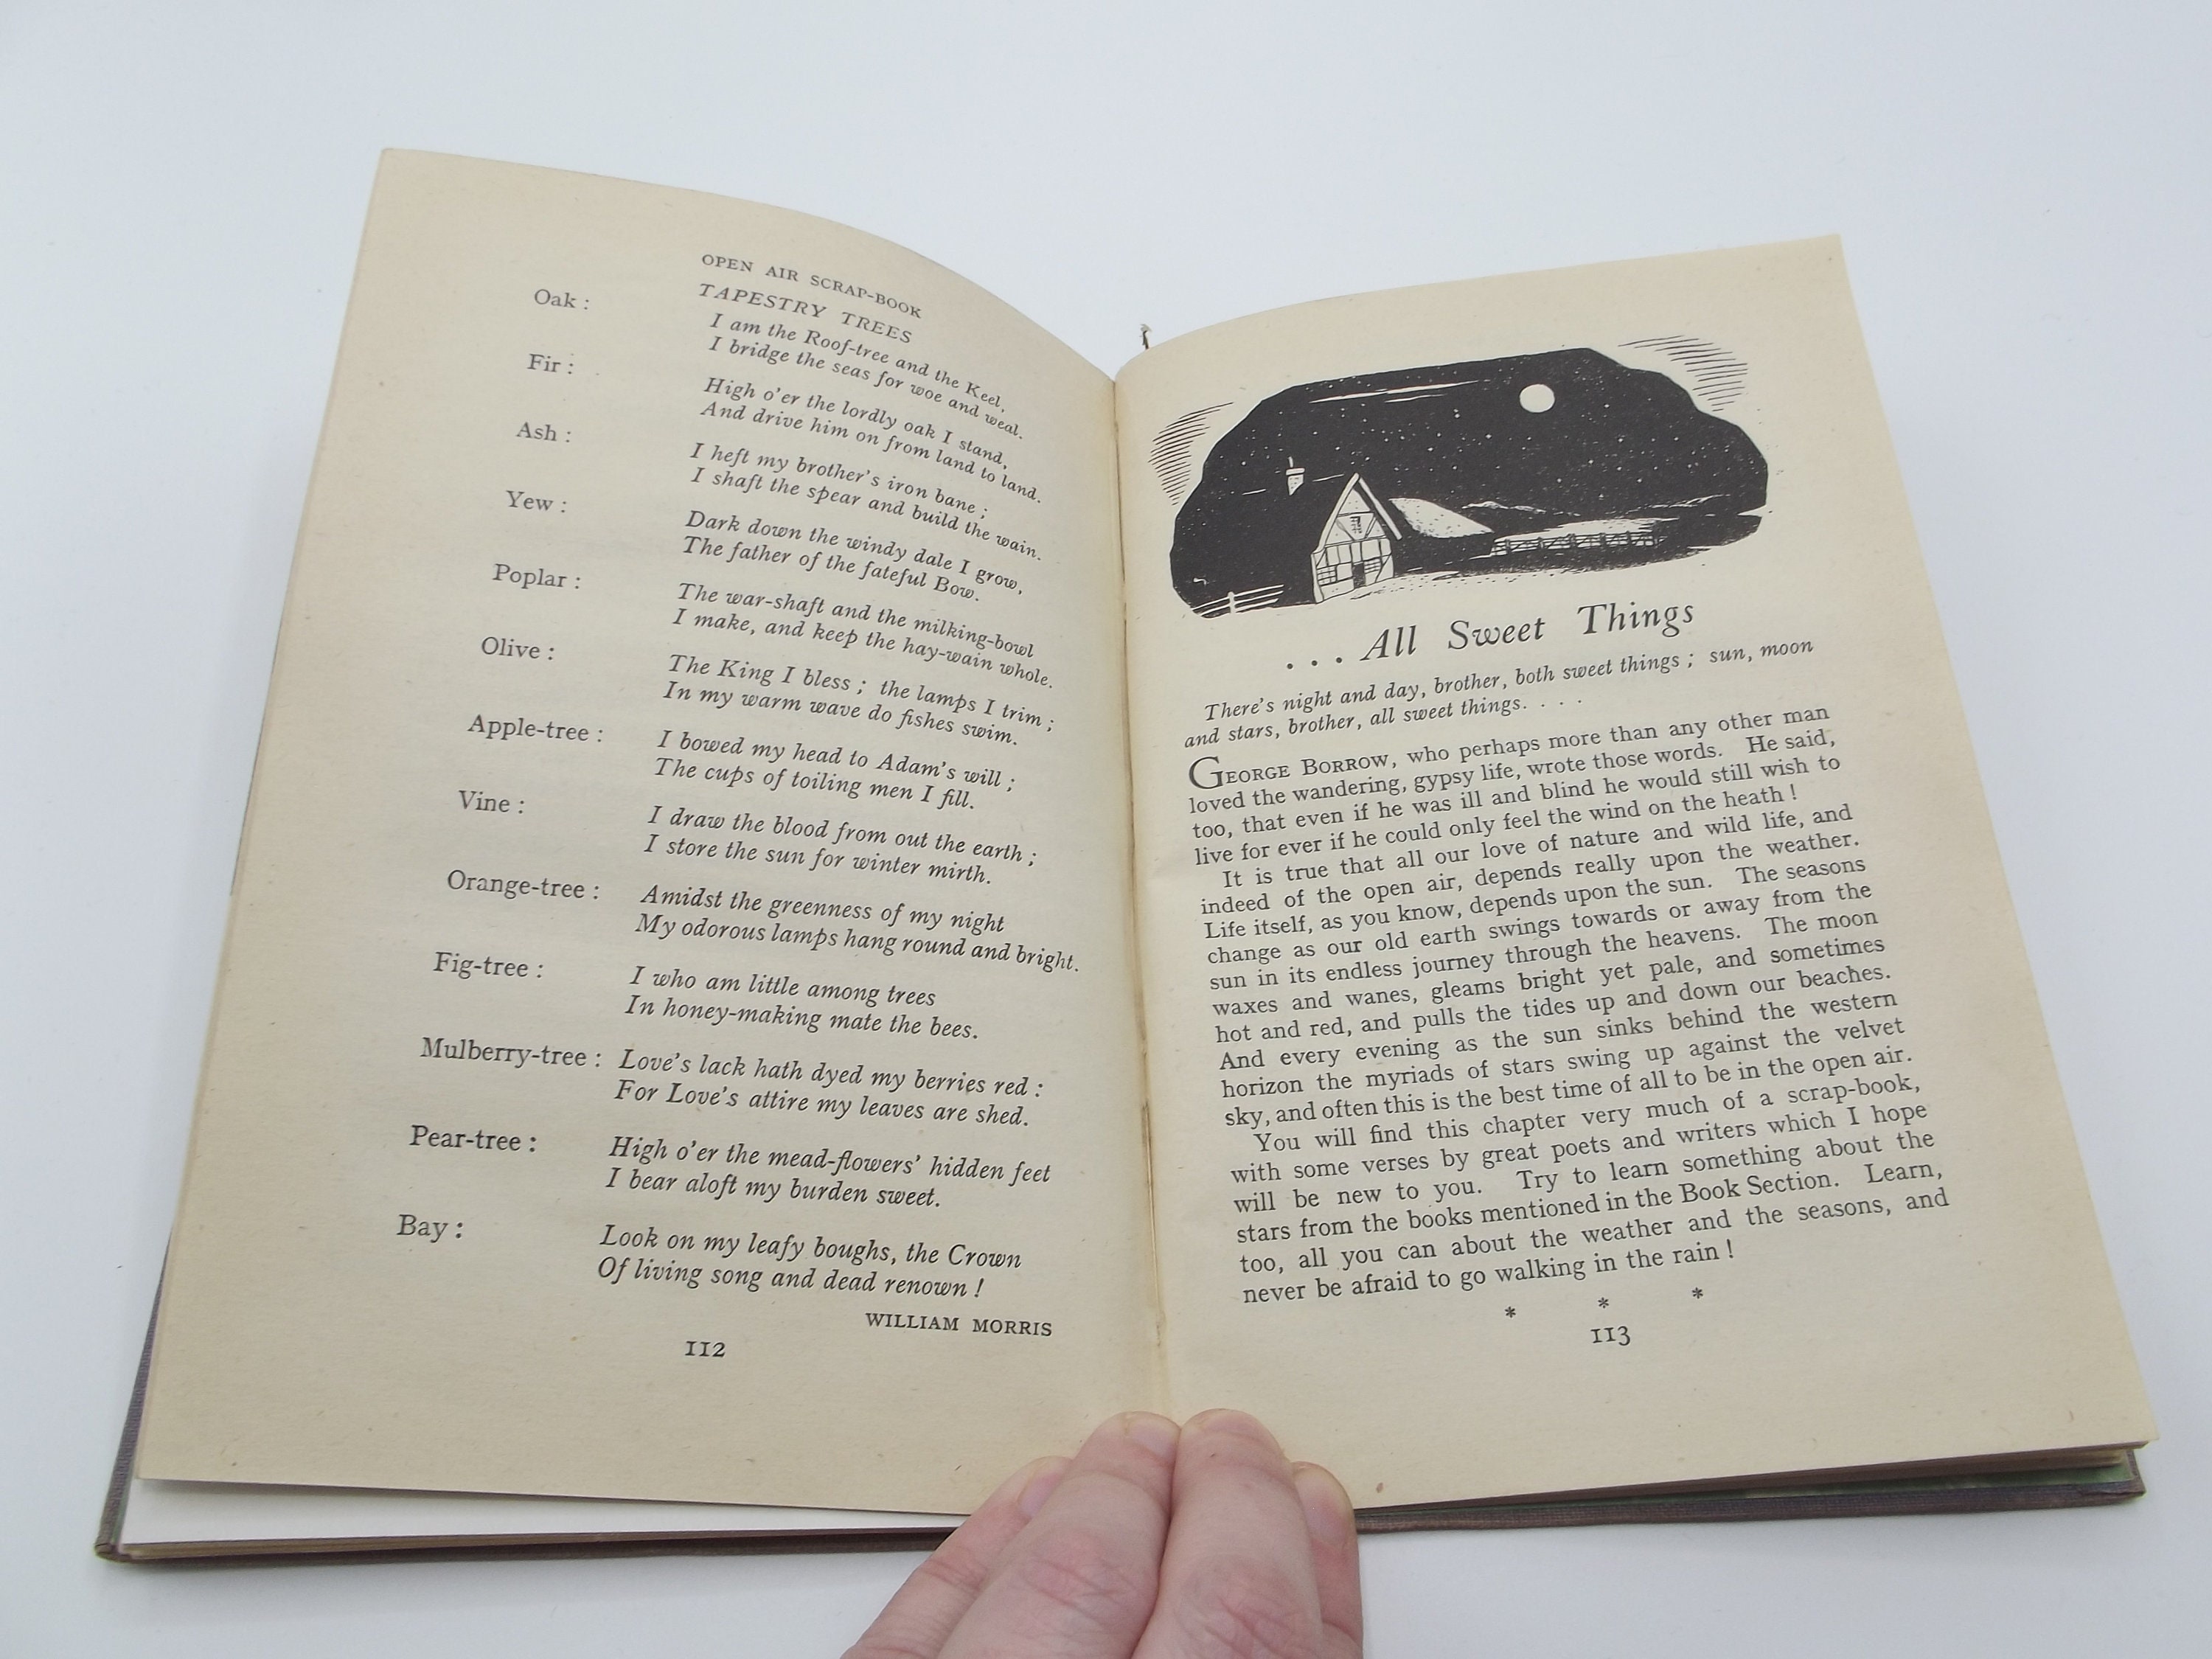 OPEN AIR SCRAP-BOOK
TAPESTRY TREES
Oak : I am the Roof-tree and the Keel,
I bridge the seas for woe and weal.
Fir : High o'er the lordly oak I stand,
And drive him on from land to land.
Ash : I heft my brother's iron bane ;
I shaft the spear and build the wain.
Yew : Dark down the windy dale I grow,
The father of the fateful Bow.
Poplar : The war-shaft and the milking-bowl
I make, and keep the hay-wain whole.
Olive : The King I bless ; the lamps I trim ;
In my warm wave do fishes swim.
Apple-tree : I bowed my head to Adam's will ;
The cups of toiling men I fill.
Vine : I draw the blood from out the earth ;
I store the sun for winter mirth.
Orange-tree : Amidst the greenness of my night
My odorous lamps hang round and bright.
Fig-tree : I who am little among trees
In honey-making mate the bees.
Mulberry-tree : Love's lack hath dyed my berries red :
For Love's attire my leaves are shed.
Pear-tree : High o'er the mead-flowers' hidden feet
I bear aloft my burden sweet.
Bay : Look on my leafy boughs, the Crown
Of living song and dead renown !
WILLIAM MORRIS
112
. . . All Sweet Things
There's night and day, brother, both sweet things ; sun, moon
and stars, brother, all sweet things. . . .
GEORGE BORROW, who perhaps more than any other man
loved the wandering, gypsy life, wrote those words. He said,
too, that even if he was ill and blind he would still wish to
live for ever if he could only feel the wind on the heath !
It is true that all our love of nature and wild life, and
indeed of the open air, depends really upon the weather.
Life itself, as you know, depends upon the sun. The seasons
change as our old earth swings towards or away from the
sun in its endless journey through the heavens. The moon
waxes and wanes, gleams bright yet pale, and sometimes
hot and red, and pulls the tides up and down our beaches.
And every evening as the sun sinks behind the western
horizon the myriads of stars swing up against the velvet
sky, and often this is the best time of all to be in the open air.
You will find this chapter very much of a scrap-book,
with some verses by great poets and writers which I hope
will be new to you. Try to learn something about the
stars from the books mentioned in the Book Section. Learn,
too, all you can about the weather and the seasons, and
never be afraid to go walking in the rain !
* * *
113